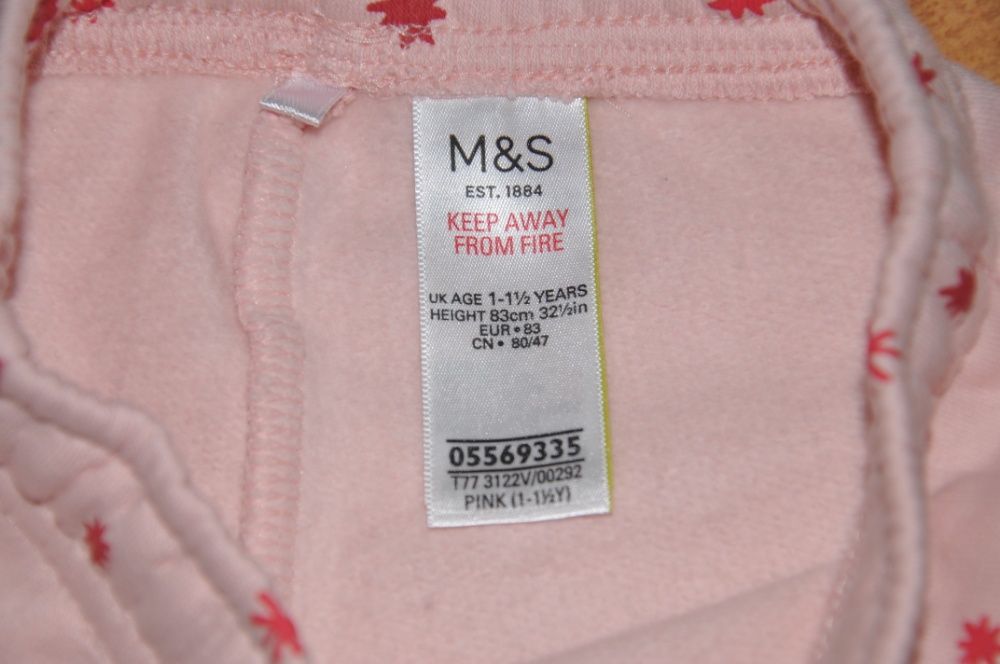 M&S
EST. 1884
KEEP AWAY
FROM FIRE
UK AGE 1-1½ YEARS
HEIGHT 83cm 32½in
EUR • 83
CN • 80/47
05569335
T77 3122V/00292
PINK (1-1½Y)